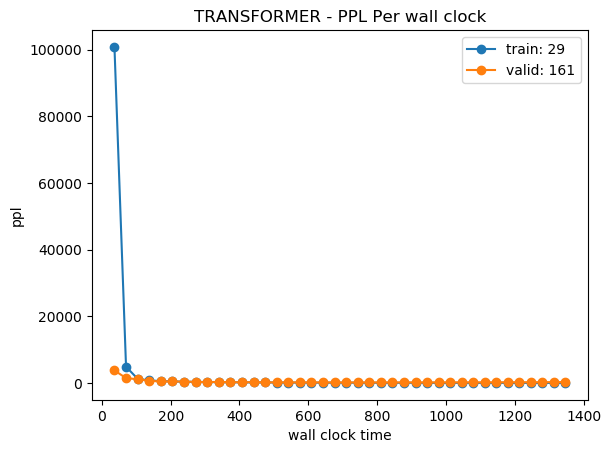 TRANSFORMER - PPL Per wall clock
train: 29
valid: 161
100000
80000
60000
40000
20000
0
ppl
0 200 400 600 800 1000 1200 1400
wall clock time